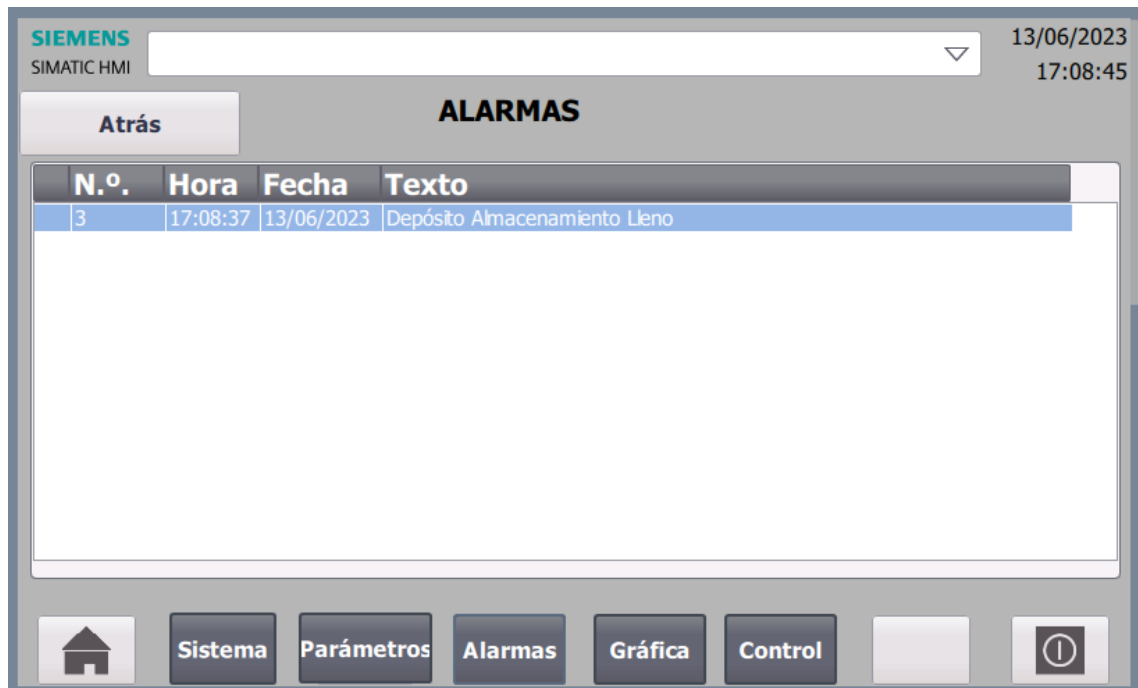 SIEMENS
SIMATIC HMI
13/06/2023
17:08:45
Atrás
ALARMAS
N.º. Hora Fecha Texto
3 17:08:37 13/06/2023 Depósito Almacenamiento Lleno
Sistema Parámetros Alarmas Gráfica Control